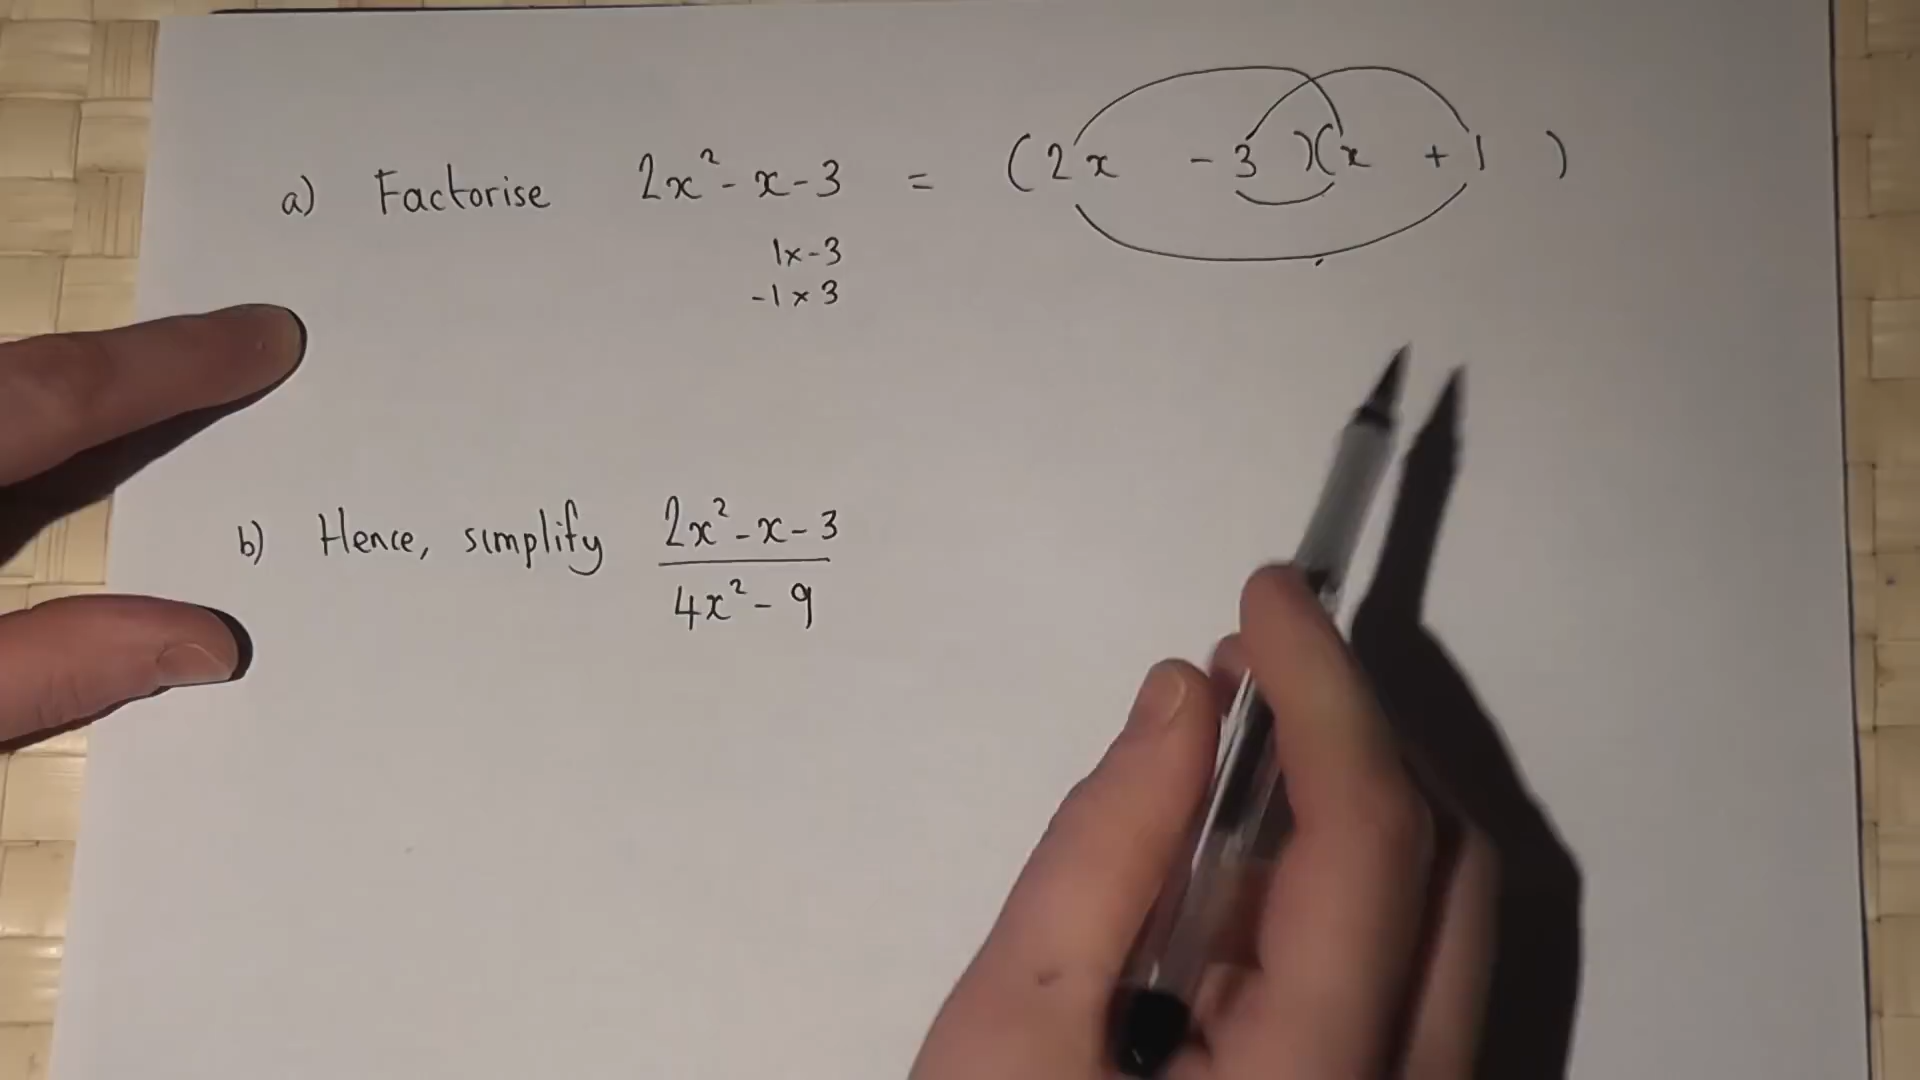 a) Factorise 2x² - x - 3 = (2x - 3)(x + 1)
1x-3
-1 x 3
b) Hence, simplify 2x² - x - 3
4x² - 9